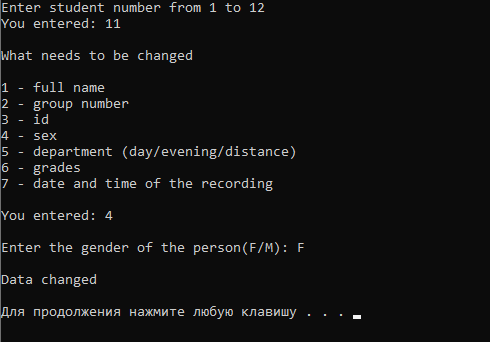 Enter student number from 1 to 12
You entered: 11
What needs to be changed
1 - full name
2 - group number
3 - id
4 - sex
5 - department (day/evening/distance)
6 - grades
7 - date and time of the recording
You entered: 4
Enter the gender of the person(F/M): F
Data changed
Для продолжения нажмите любую клавишу . . .